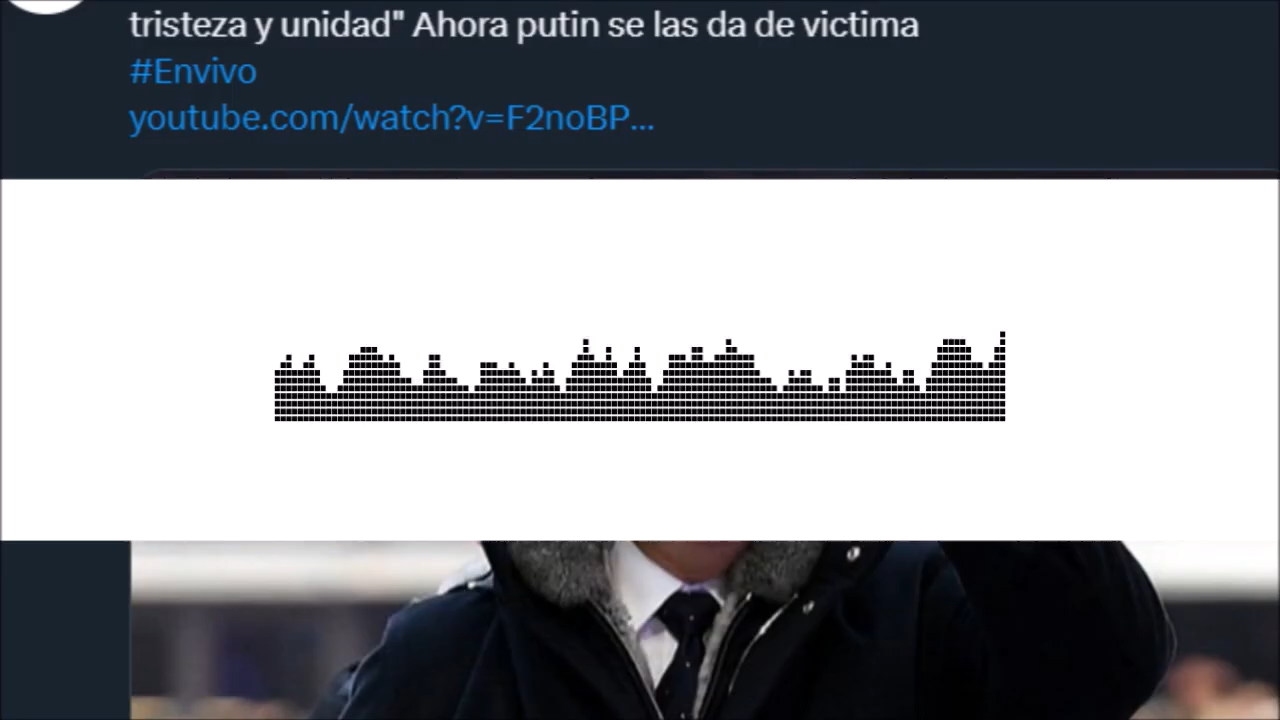 tristeza y unidad" Ahora putin se las da de victima
#Envivo
youtube.com/watch?v=F2noBP...